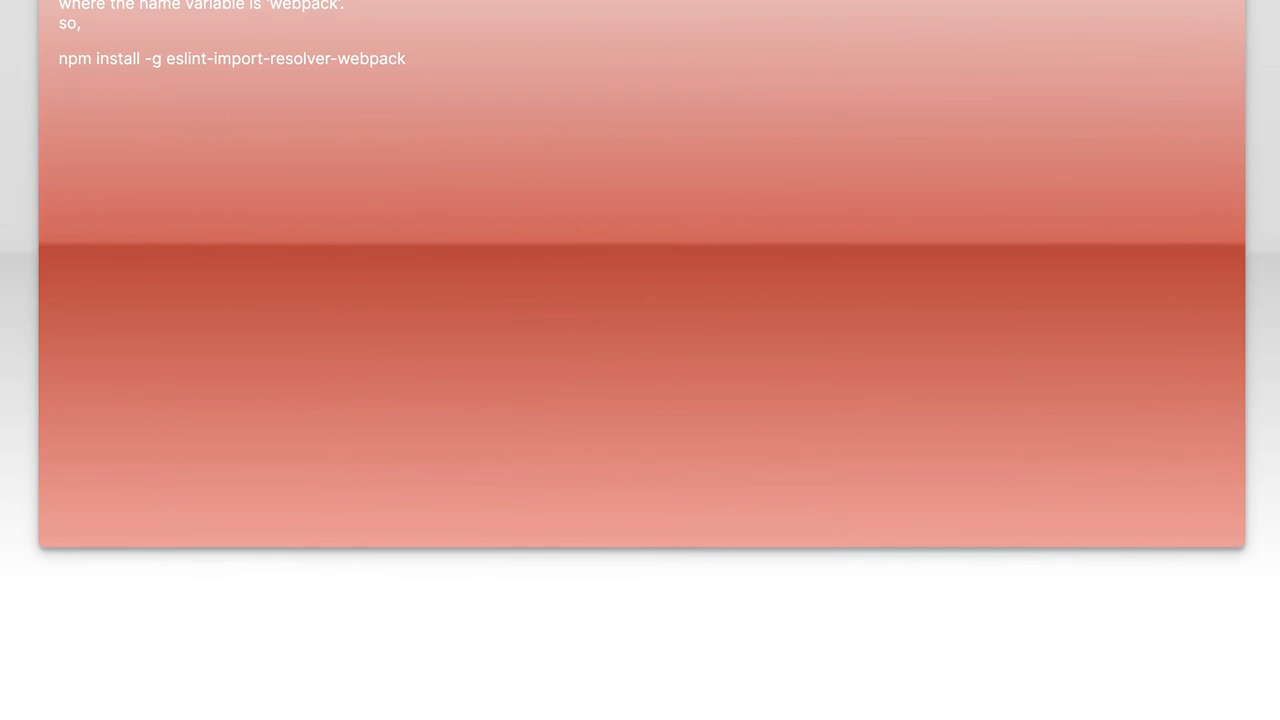 where the name variable is 'webpack'.
so,
npm install -g eslint-import-resolver-webpack